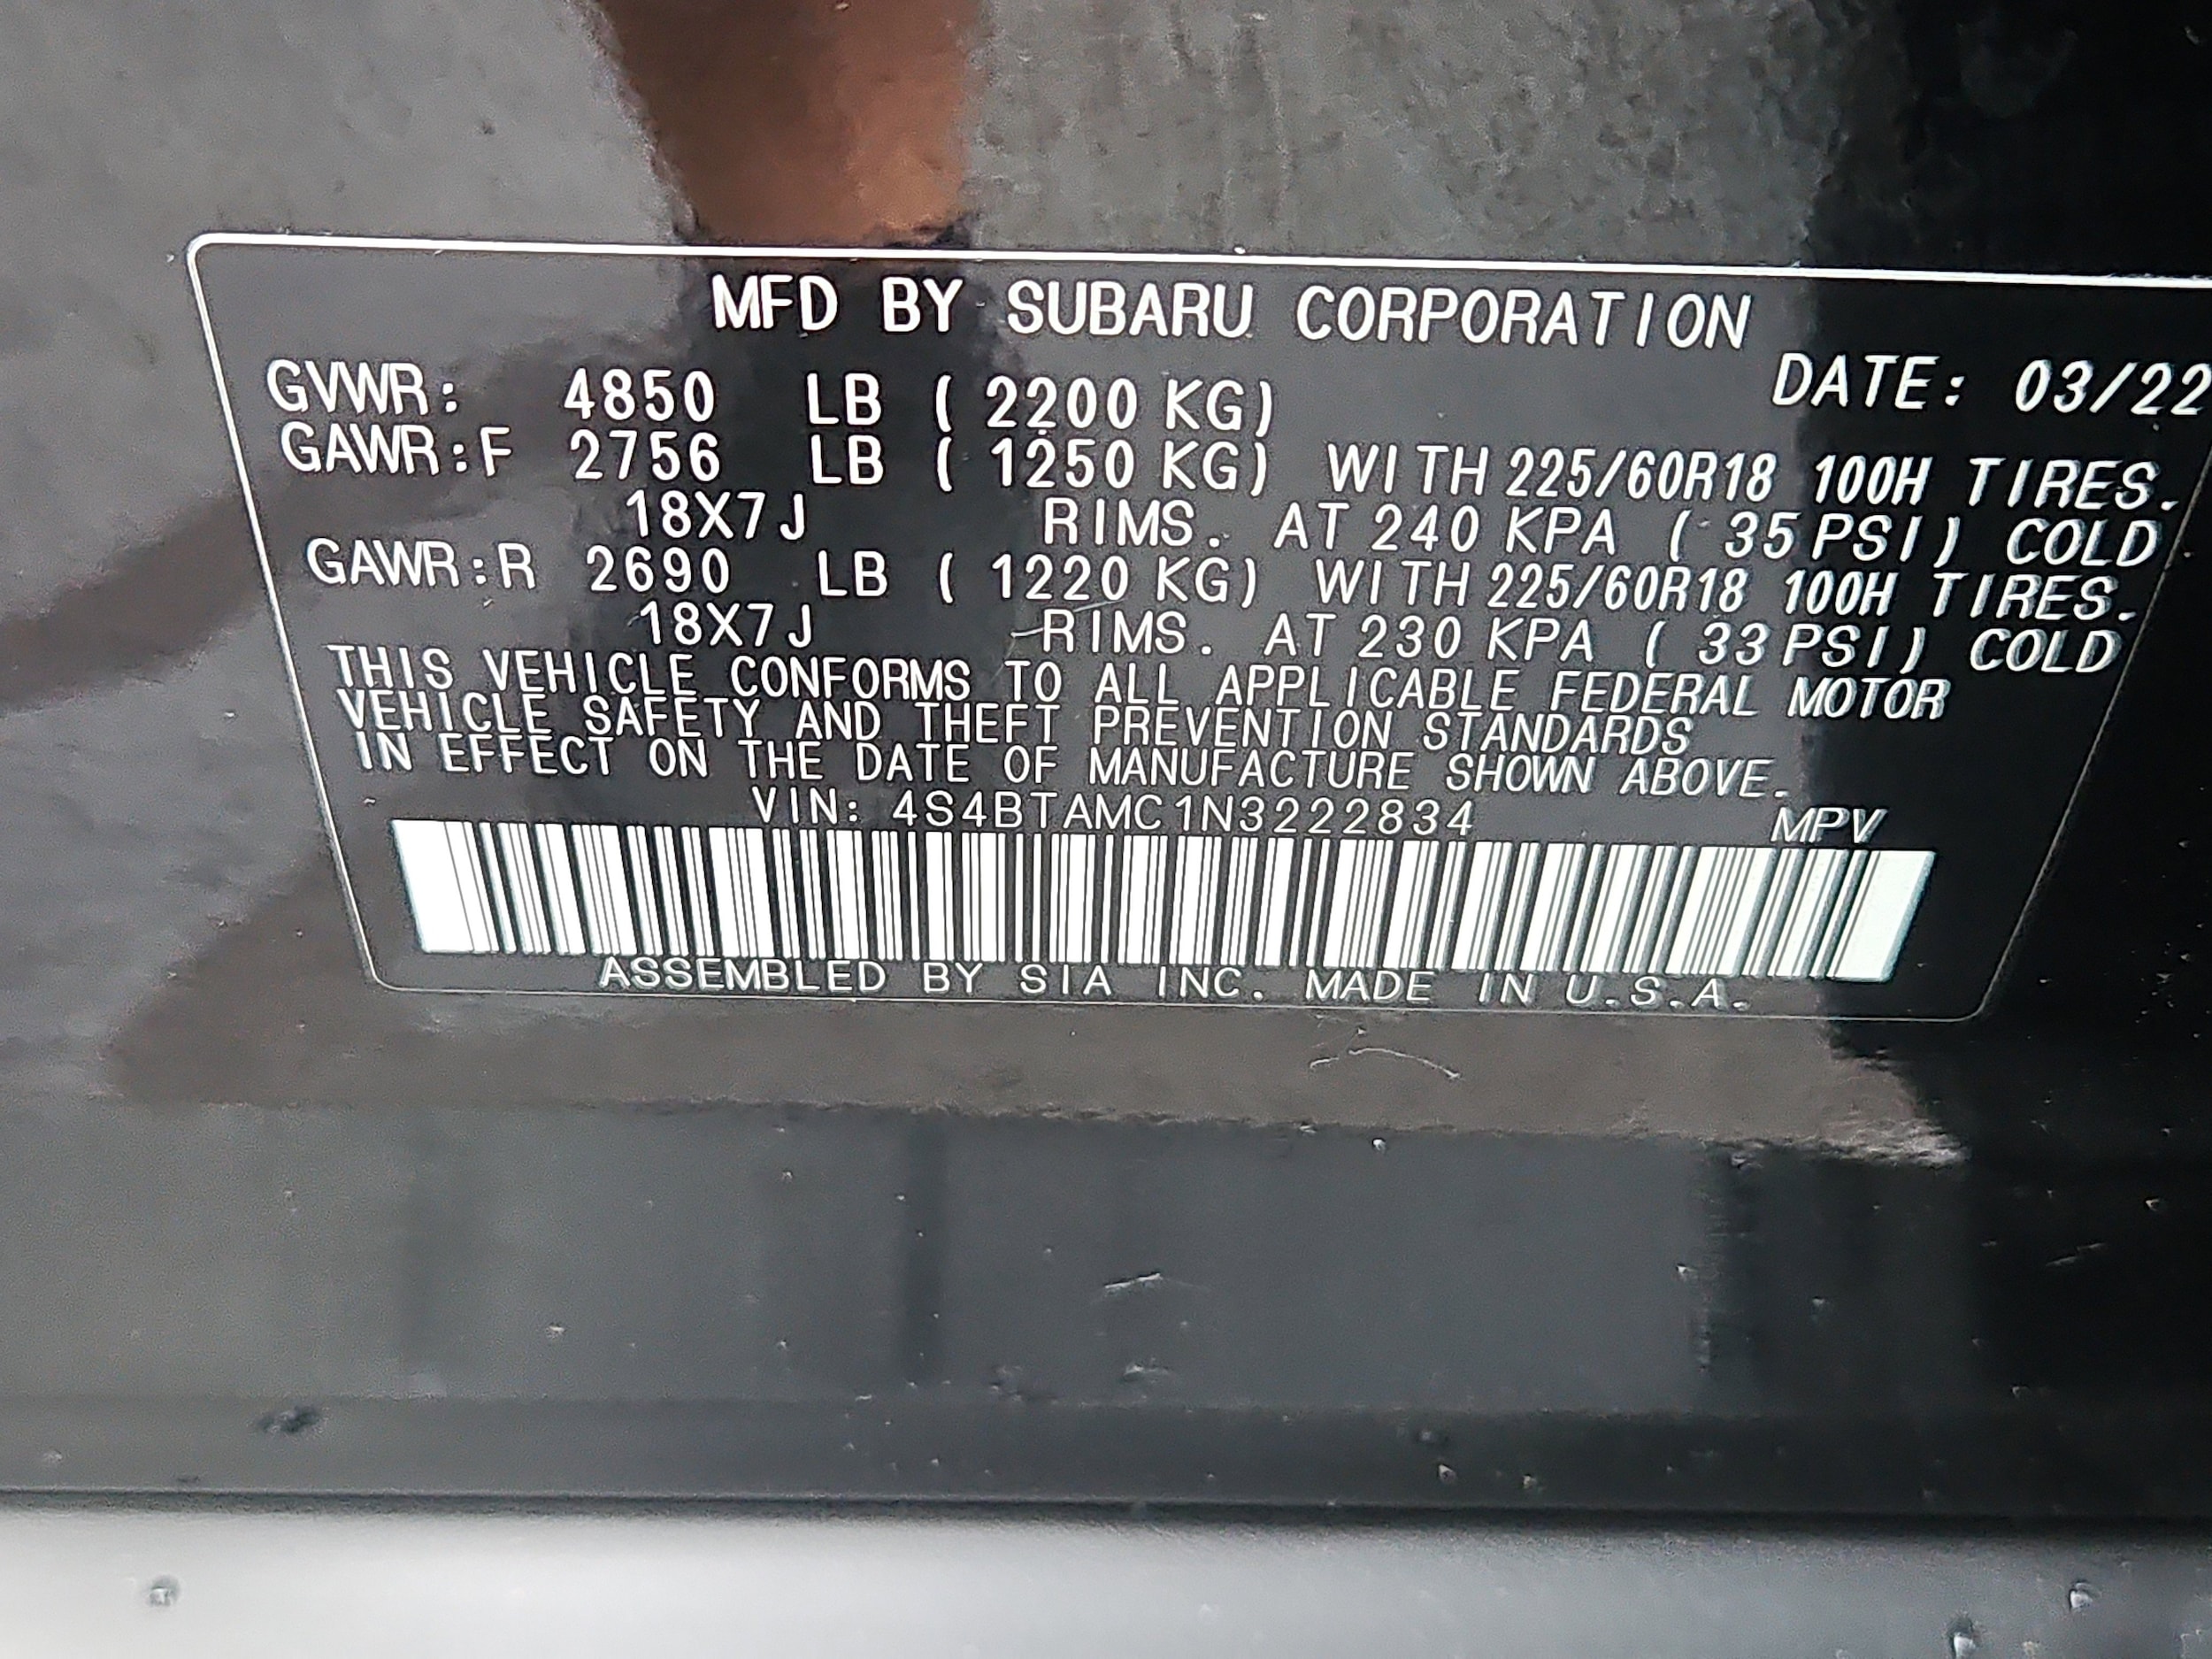 MFD BY SUBARU CORPORATION
DATE: 03/22
GVWR: 4850 LB ( 2200 KG)
GAWR:F 2756 LB ( 1250 KG) WITH 225/60R18 100H TIRES.
18X7J RIMS. AT 240 KPA ( 35 PSI) COLD
GAWR:R 2690 LB ( 1220 KG) WITH 225/60R18 100H TIRES.
18X7J RIMS. AT 230 KPA ( 33 PSI) COLD
THIS VEHICLE CONFORMS TO ALL APPLICABLE FEDERAL MOTOR
VEHICLE SAFETY AND THEFT PREVENTION STANDARDS
IN EFFECT ON THE DATE OF MANUFACTURE SHOWN ABOVE.
VIN: 4S4BTAMC1N3222834 MPV
ASSEMBLED BY SIA INC. MADE IN U.S.A.